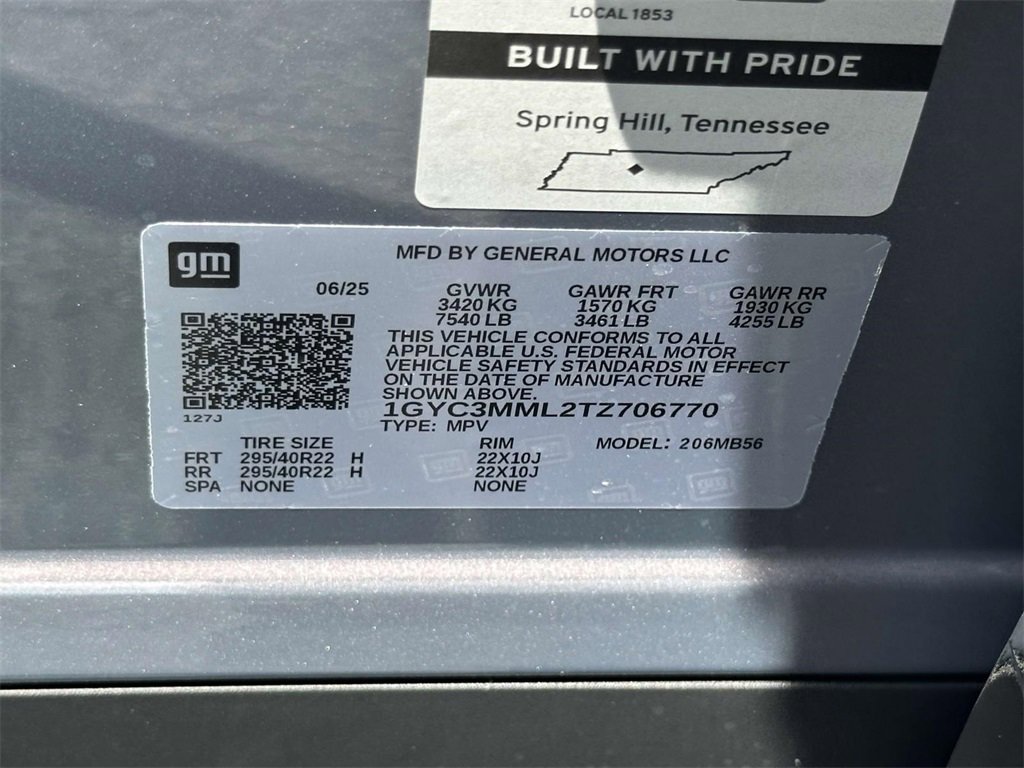 LOCAL 1853
BUILT WITH PRIDE
Spring Hill, Tennessee
gm
MFD BY GENERAL MOTORS LLC
06/25 GVWR GAWR FRT GAWR RR
3420 KG 1570 KG 1930 KG
7540 LB 3461 LB 4255 LB
THIS VEHICLE CONFORMS TO ALL
APPLICABLE U.S. FEDERAL MOTOR
VEHICLE SAFETY STANDARDS IN EFFECT
ON THE DATE OF MANUFACTURE
SHOWN ABOVE.
1GYC3MML2TZ706770
127J
TYPE: MPV
TIRE SIZE RIM MODEL: 206MB56
FRT 295/40R22 H 22X10J
RR 295/40R22 H 22X10J
SPA NONE NONE